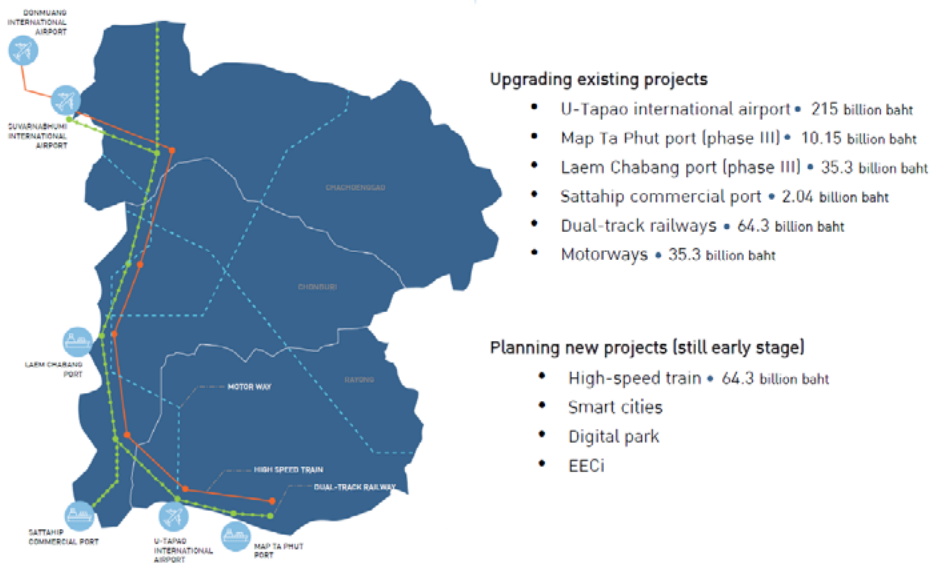 DONMUANG
INTERNATIONAL
AIRPORT
SUVARNABHUMI
INTERNATIONAL
AIRPORT
CHACHOENGSAO
CHONBURI
LAEM CHABANG
PORT
RAYONG
MOTOR WAY
HIGH SPEED TRAIN
DUAL-TRACK RAILWAY
SATTAHIP
COMMERCIAL PORT
U-TAPAO
INTERNATIONAL
AIRPORT
MAP TA PHUT
PORT
Upgrading existing projects
• U-Tapao international airport • 215 billion baht
• Map Ta Phut port (phase III) • 10.15 billion baht
• Laem Chabang port (phase III) • 35.3 billion baht
• Sattahip commercial port • 2.04 billion baht
• Dual-track railways • 64.3 billion baht
• Motorways • 35.3 billion baht
Planning new projects (still early stage)
• High-speed train • 64.3 billion baht
• Smart cities
• Digital park
• EECi